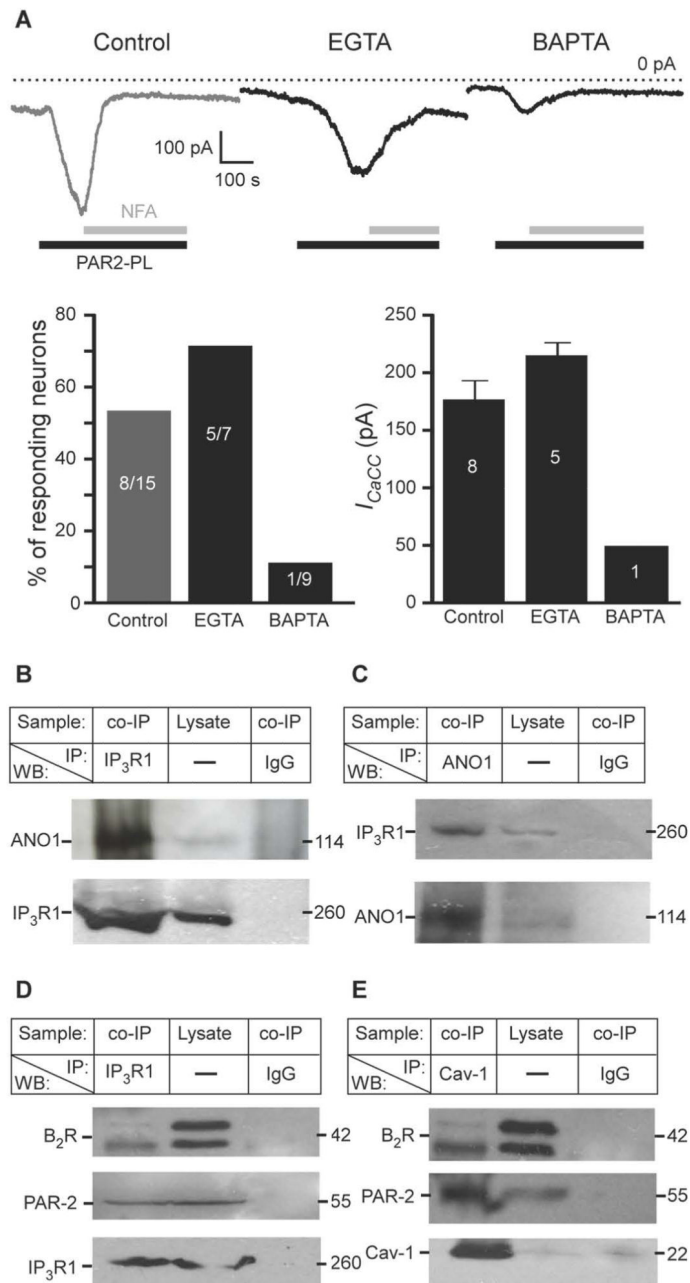 A
Control EGTA BAPTA
0 pA
100 pA
100 s
NFA
PAR2-PL
% of responding neurons
80
60
40
20
0
8/15
5/7
1/9
Control EGTA BAPTA
I_CaCC (pA)
250
200
150
100
50
0
8
5
1
Control EGTA BAPTA
B
Sample: co-IP Lysate co-IP
IP: WB: IP₃R1 — IgG
ANO1 114
IP₃R1 260
C
Sample: co-IP Lysate co-IP
IP: WB: ANO1 — IgG
IP₃R1 260
ANO1 114
D
Sample: co-IP Lysate co-IP
IP: WB: IP₃R1 — IgG
B₂R 42
PAR-2 55
IP₃R1 260
E
Sample: co-IP Lysate co-IP
IP: WB: Cav-1 — IgG
B₂R 42
PAR-2 55
Cav-1 22